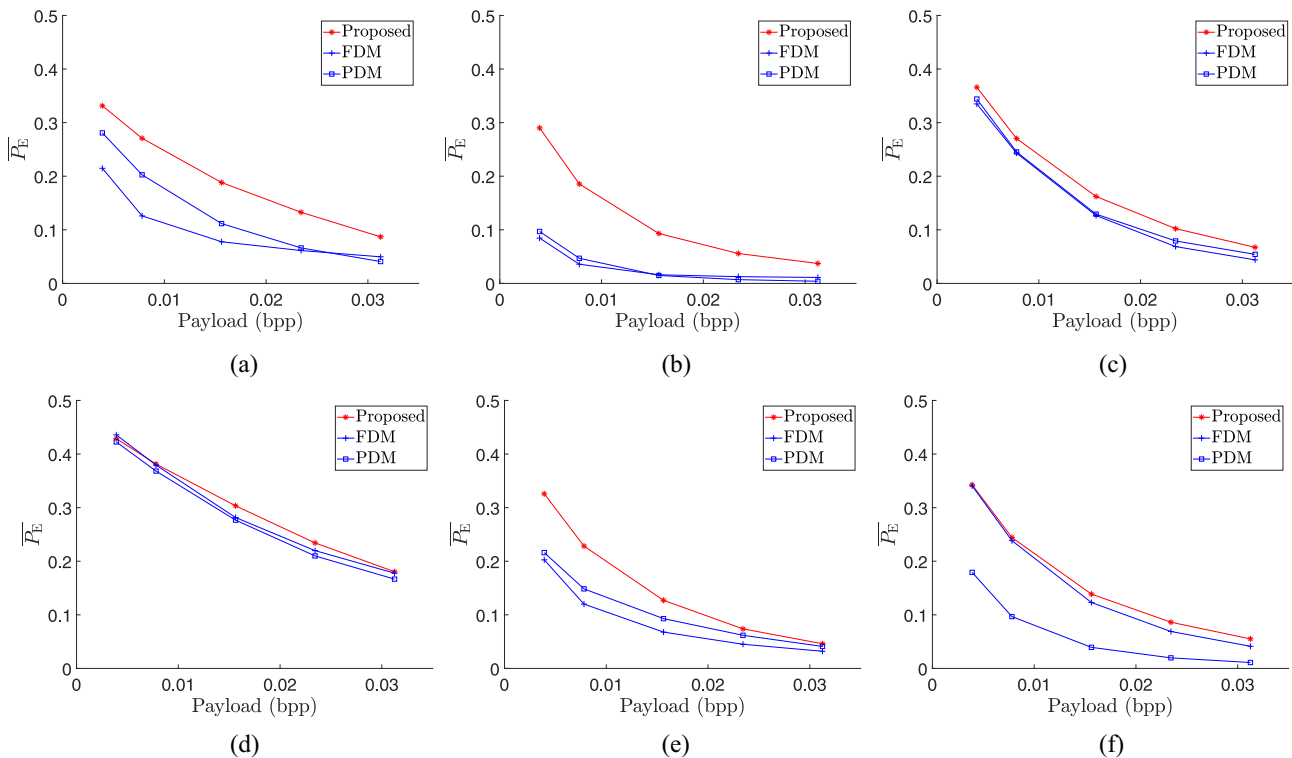 0.5
0.4
0.3
0.2
0.1
0
P_E
0
0.01
0.02
0.03
Payload (bpp)
Proposed
FDM
PDM
(a)
0.5
0.4
0.3
0.2
0.1
0
P_E
0
0.01
0.02
0.03
Payload (bpp)
Proposed
FDM
PDM
(b)
0.5
0.4
0.3
0.2
0.1
0
P_E
0
0.01
0.02
0.03
Payload (bpp)
Proposed
FDM
PDM
(c)
0.5
0.4
0.3
0.2
0.1
0
P_E
0
0.01
0.02
0.03
Payload (bpp)
Proposed
FDM
PDM
(d)
0.5
0.4
0.3
0.2
0.1
0
P_E
0
0.01
0.02
0.03
Payload (bpp)
Proposed
FDM
PDM
(e)
0.5
0.4
0.3
0.2
0.1
0
P_E
0
0.01
0.02
0.03
Payload (bpp)
Proposed
FDM
PDM
(f)